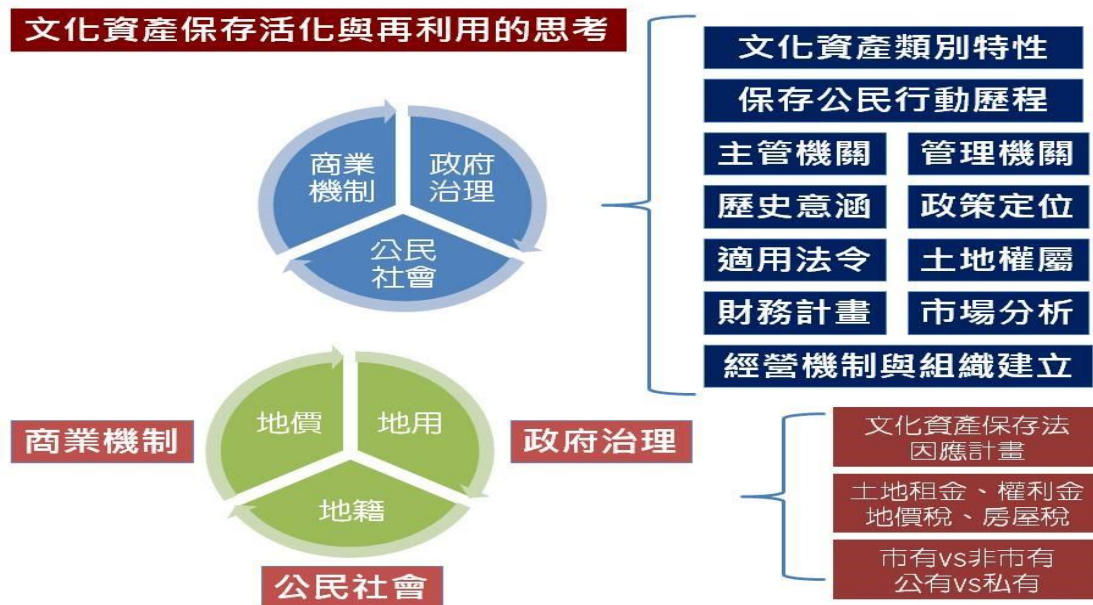 文化資產保存活化與再利用的思考
商業
機制
政府
治理
公民
社會
文化資產類別特性
保存公民行動歷程
主管機關
管理機關
歷史意涵
政策定位
適用法令
土地權屬
財務計畫
市場分析
經營機制與組織建立
商業機制
地價
地用
地籍
政府治理
公民社會
文化資產保存法
因應計畫
土地租金、權利金
地價稅、房屋稅
市有vs非市有
公有vs私有